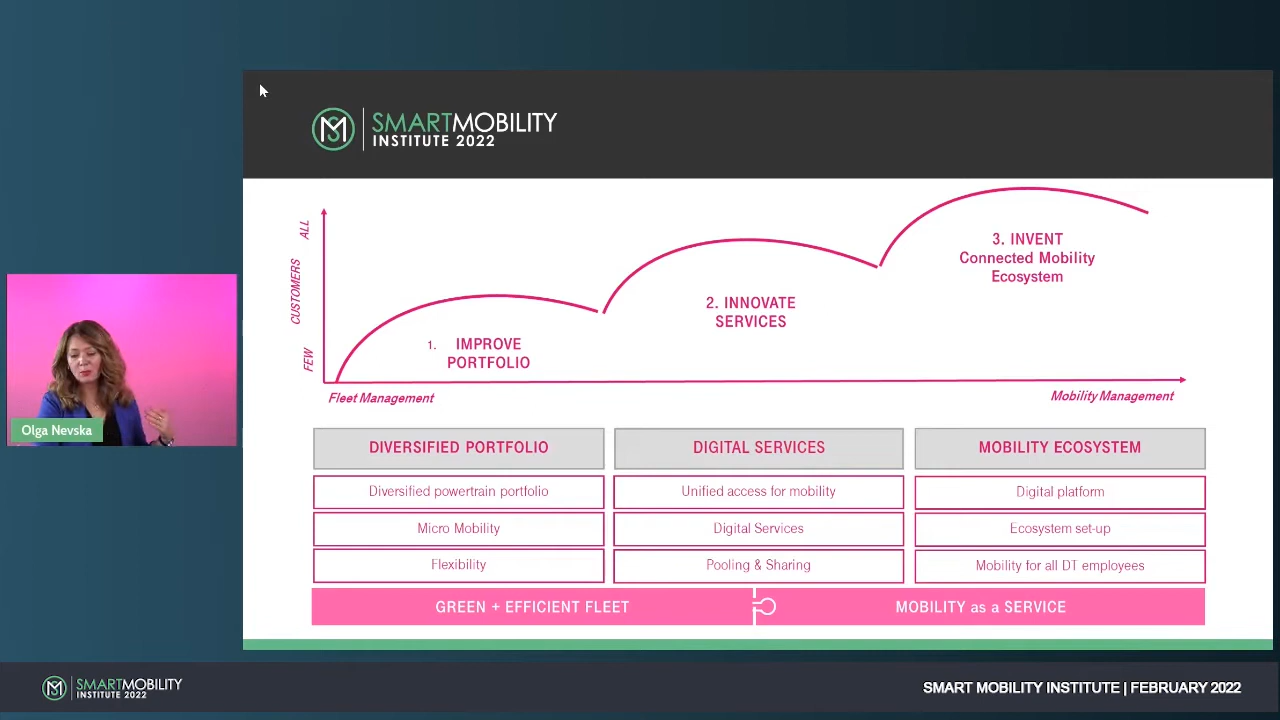 SMARTMOBILITY
INSTITUTE 2022
ALL
CUSTOMERS
FEW
1. IMPROVE
PORTFOLIO
2. INNOVATE
SERVICES
3. INVENT
Connected Mobility
Ecosystem
Fleet Management
Mobility Management
DIVERSIFIED PORTFOLIO
DIGITAL SERVICES
MOBILITY ECOSYSTEM
Diversified powertrain portfolio
Unified access for mobility
Digital platform
Micro Mobility
Digital Services
Ecosystem set-up
Flexibility
Pooling & Sharing
Mobility for all DT employees
GREEN + EFFICIENT FLEET
MOBILITY as a SERVICE
Olga Nevska
SMARTMOBILITY
INSTITUTE 2022
SMART MOBILITY INSTITUTE | FEBRUARY 2022